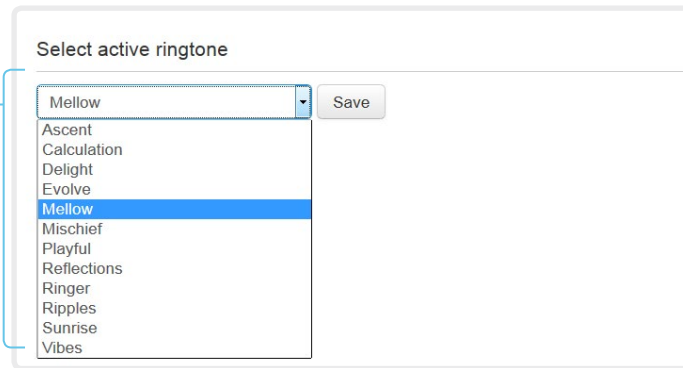 Select active ringtone
Mellow Save
Ascent
Calculation
Delight
Evolve
Mellow
Mischief
Playful
Reflections
Ringer
Ripples
Sunrise
Vibes